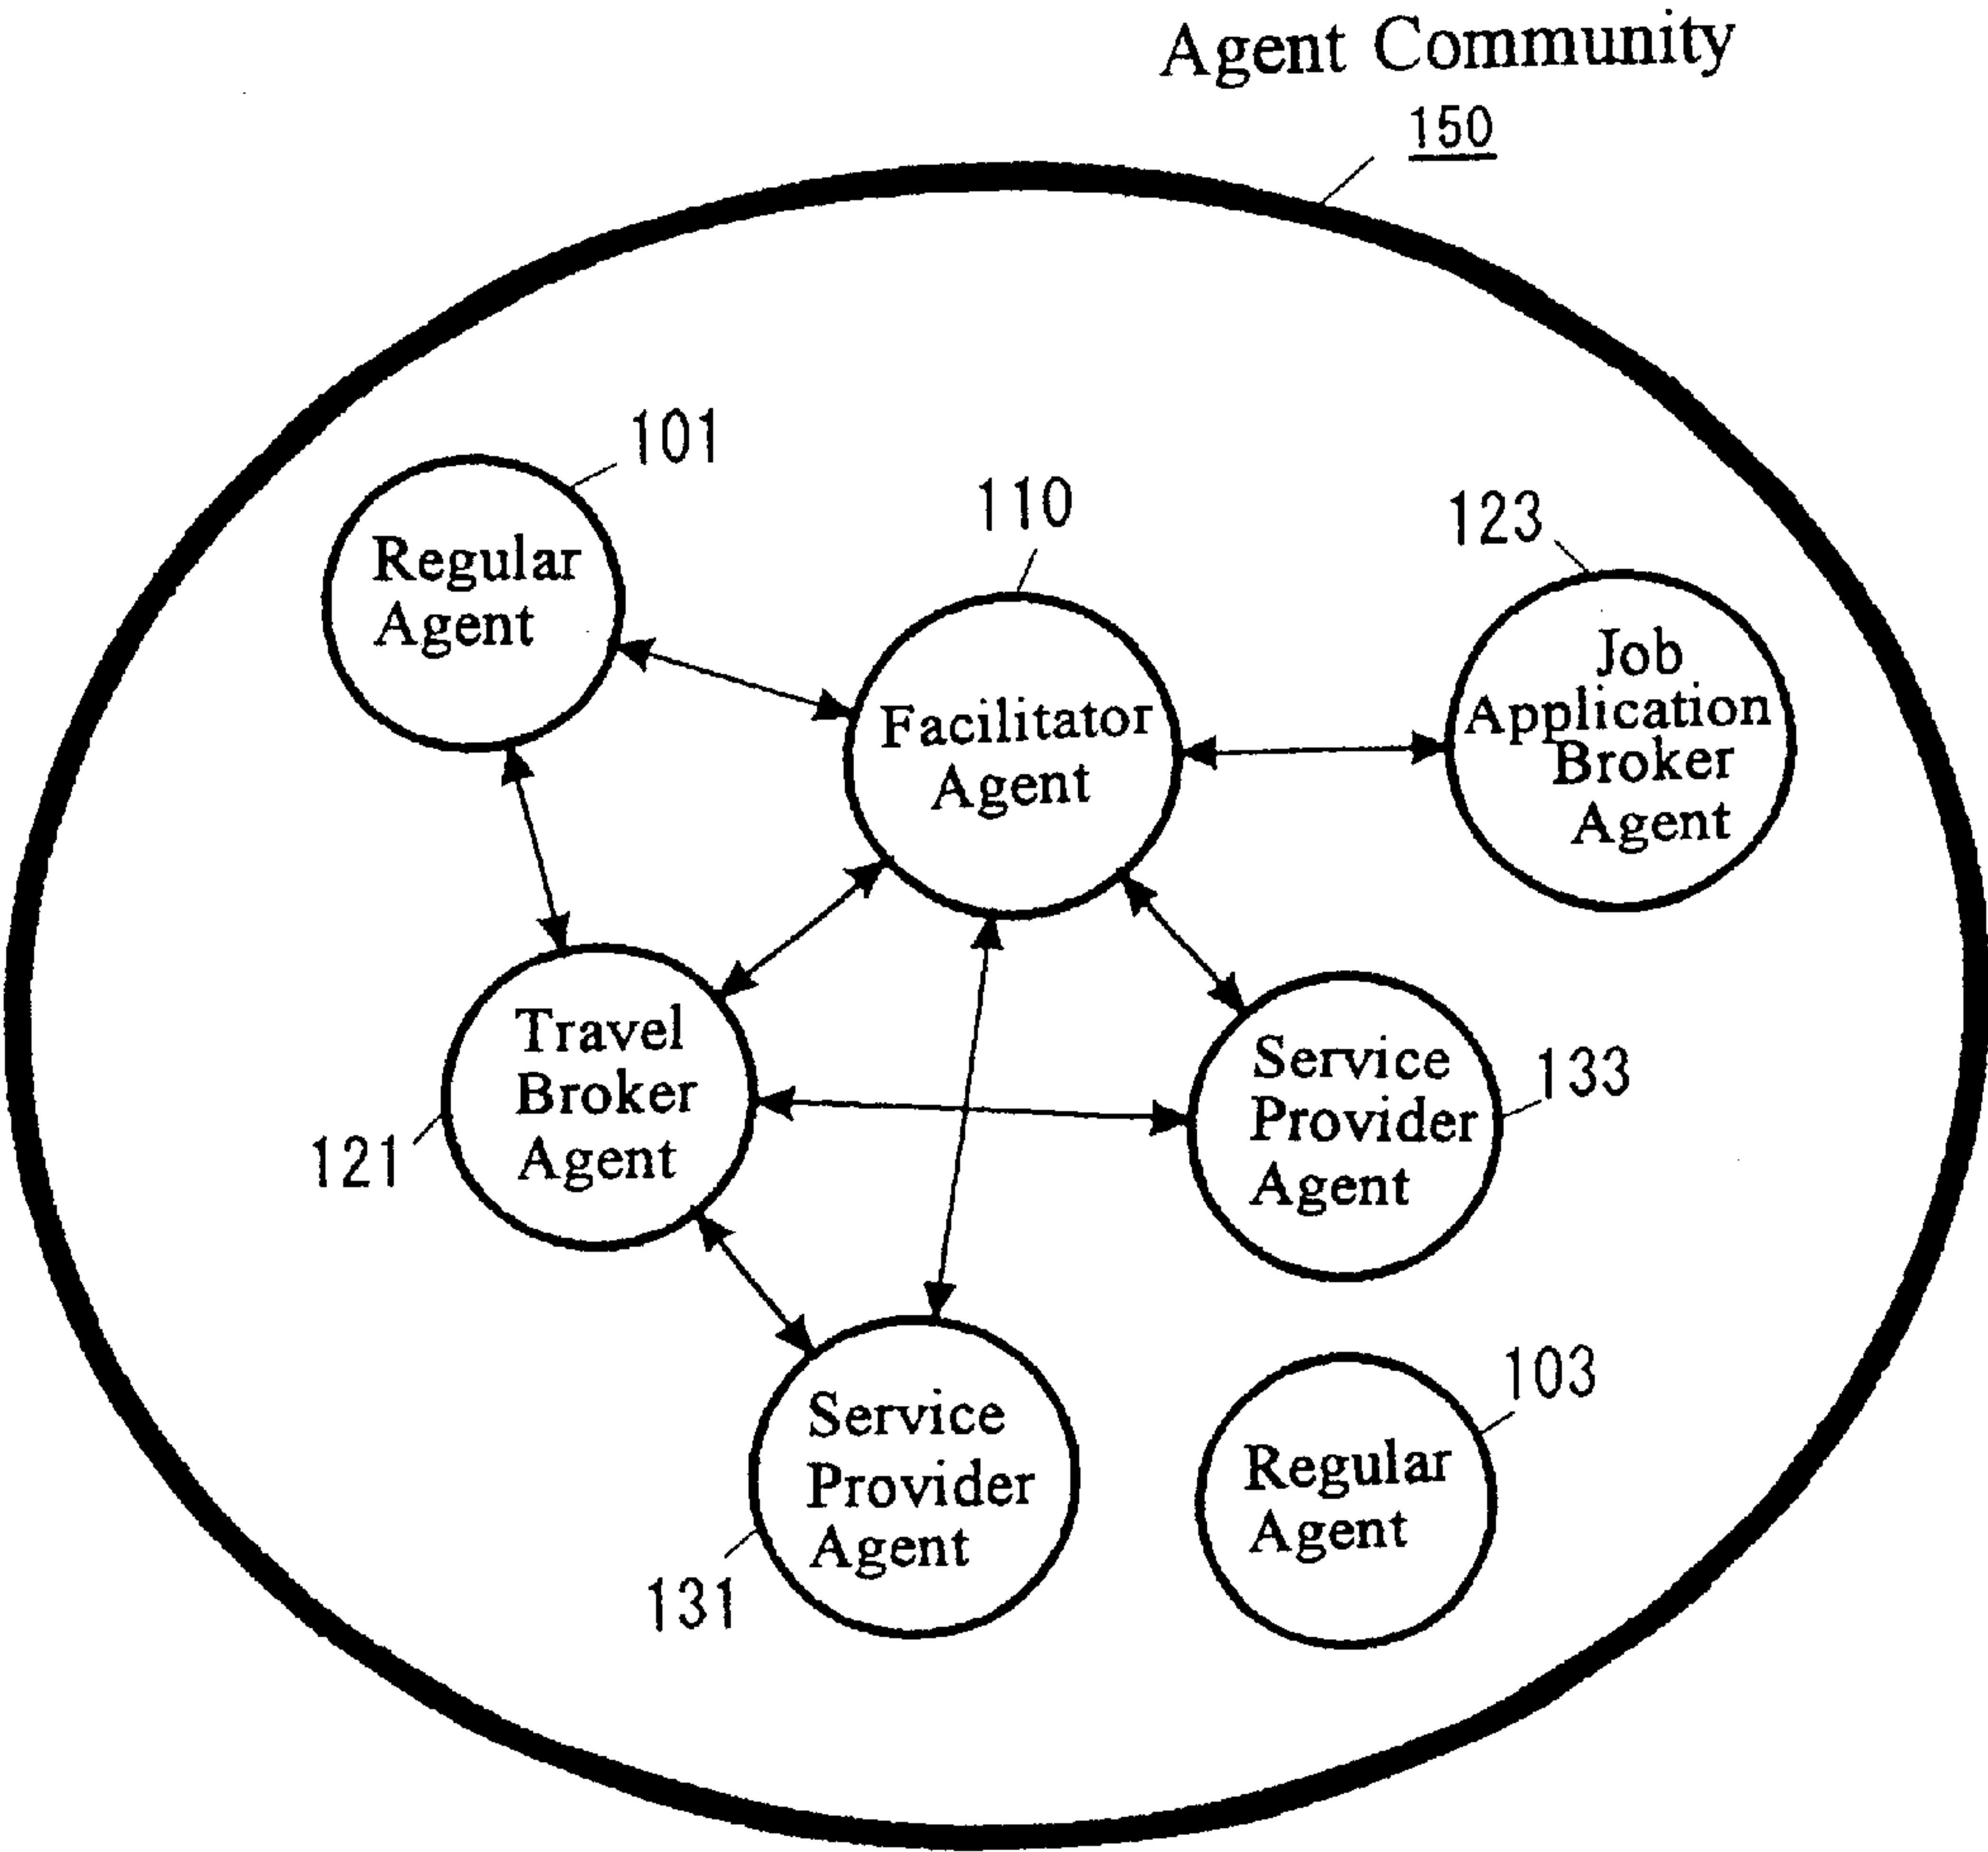 Agent Community
150
101
Regular
Agent
110
Facilitator
Agent
123
Job
Application
Broker
Agent
Travel
Broker
Agent
121
Service
Provider
Agent
133
Service
Provider
Agent
131
103
Regular
Agent